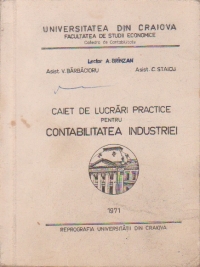 UNIVERSITATEA DIN CRAIOVA
FACULTATEA DE STUDII ECONOMICE
Catedra de Contabilitate
Lector A. BRÎNZAN
Asist. V. BĂRBĂCIORU Asist. C. STAICU
CAIET DE LUCRĂRI PRACTICE
PENTRU
CONTABILITATEA INDUSTRIEI
1971
REPROGRAFIA UNIVERSITĂȚII DIN CRAIOVA